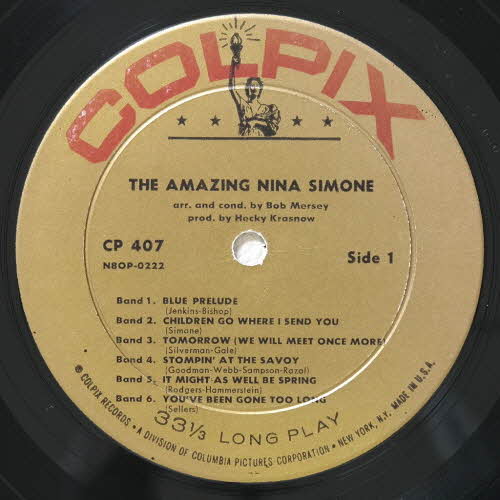 COLPIX
THE AMAZING NINA SIMONE
arr. and cond. by Bob Mersey
prod. by Hecky Krasnow
CP 407
N8OP-0222
Side 1
Band 1. BLUE PRELUDE
(Jenkins-Bishop)
Band 2. CHILDREN GO WHERE I SEND YOU
(Simone)
Band 3. TOMORROW (WE WILL MEET ONCE MORE)
(Silverman-Gale)
Band 4. STOMPIN' AT THE SAVOY
(Goodman-Webb-Sampson-Razaf)
Band 5. IT MIGHT AS WELL BE SPRING
(Rodgers-Hammerstein)
Band 6. YOU'VE BEEN GONE TOO LONG
(Sellers)
33 1/3 LONG PLAY
© COLPIX RECORDS • A DIVISION OF COLUMBIA PICTURES CORPORATION • NEW YORK, N.Y. MADE IN U.S.A.